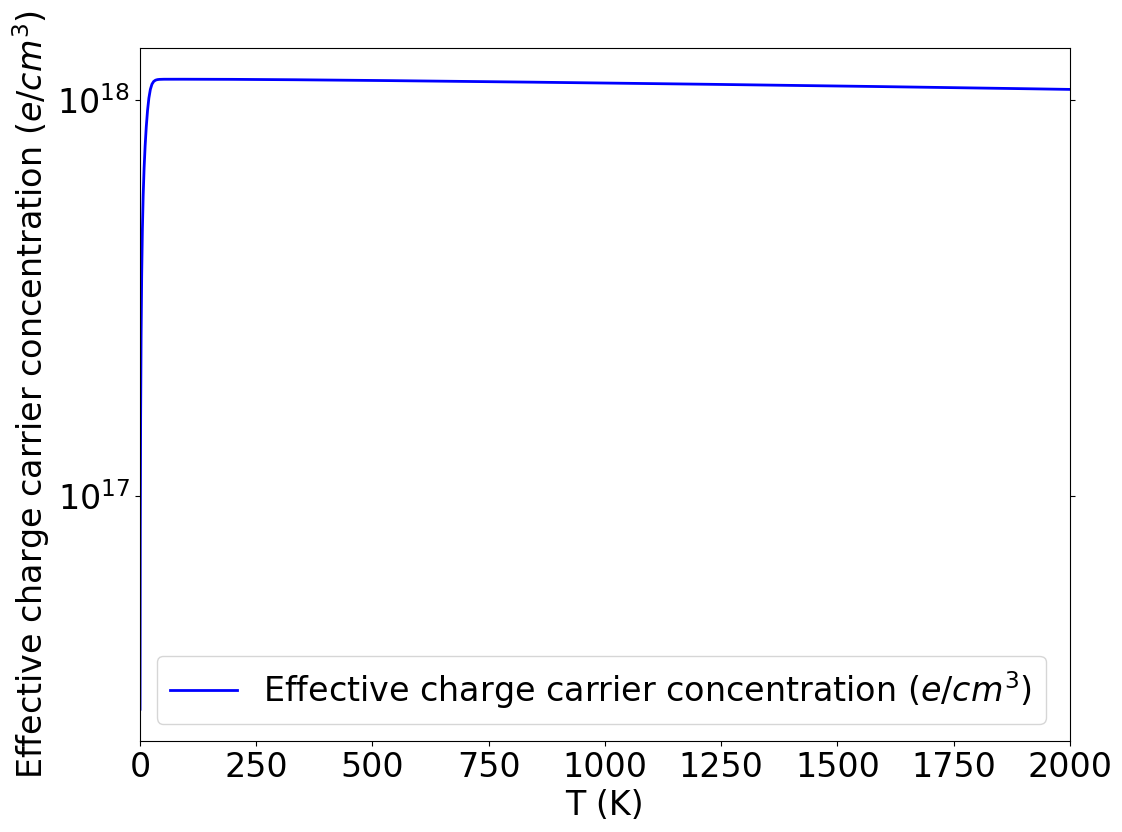 Effective charge carrier concentration (e/cm³)
10¹⁸
10¹⁷
Effective charge carrier concentration (e/cm³)
0 250 500 750 1000 1250 1500 1750 2000
T (K)